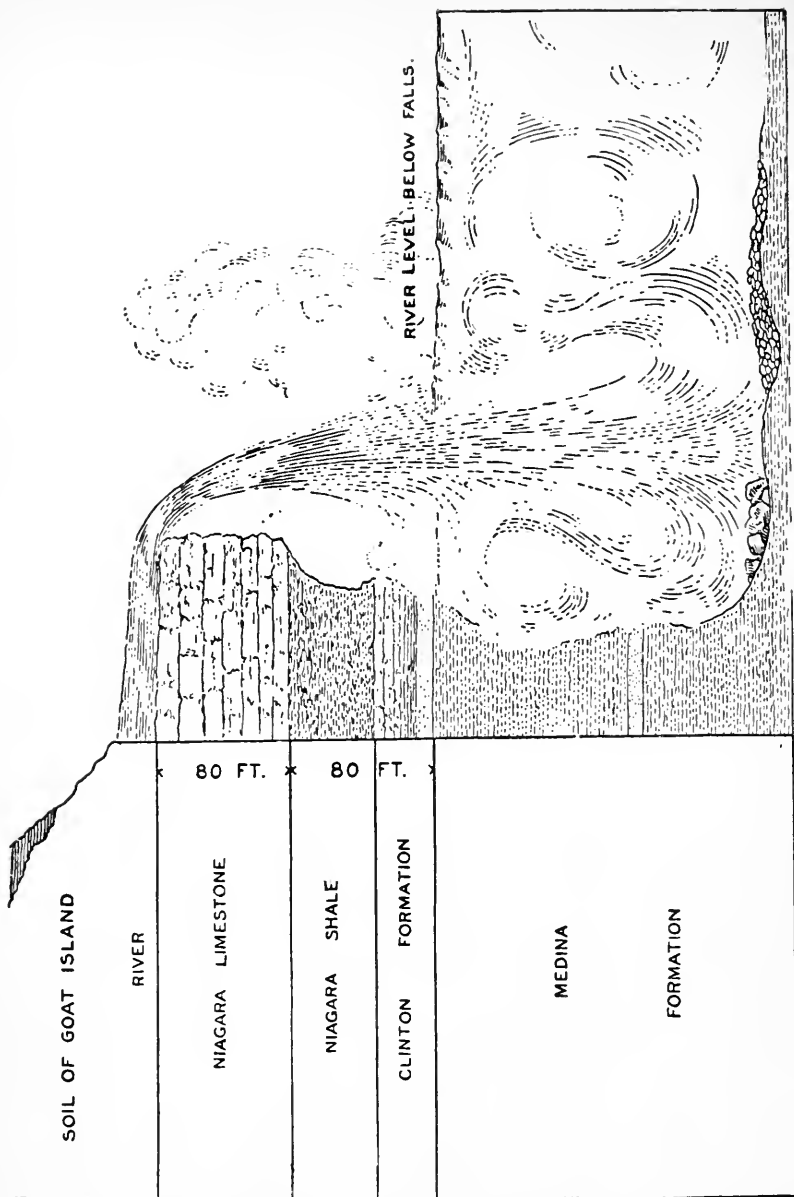 SOIL OF GOAT ISLAND
RIVER
NIAGARA LIMESTONE
80 FT.
NIAGARA SHALE
80 FT.
CLINTON FORMATION
MEDINA
FORMATION
RIVER LEVEL BELOW FALLS.